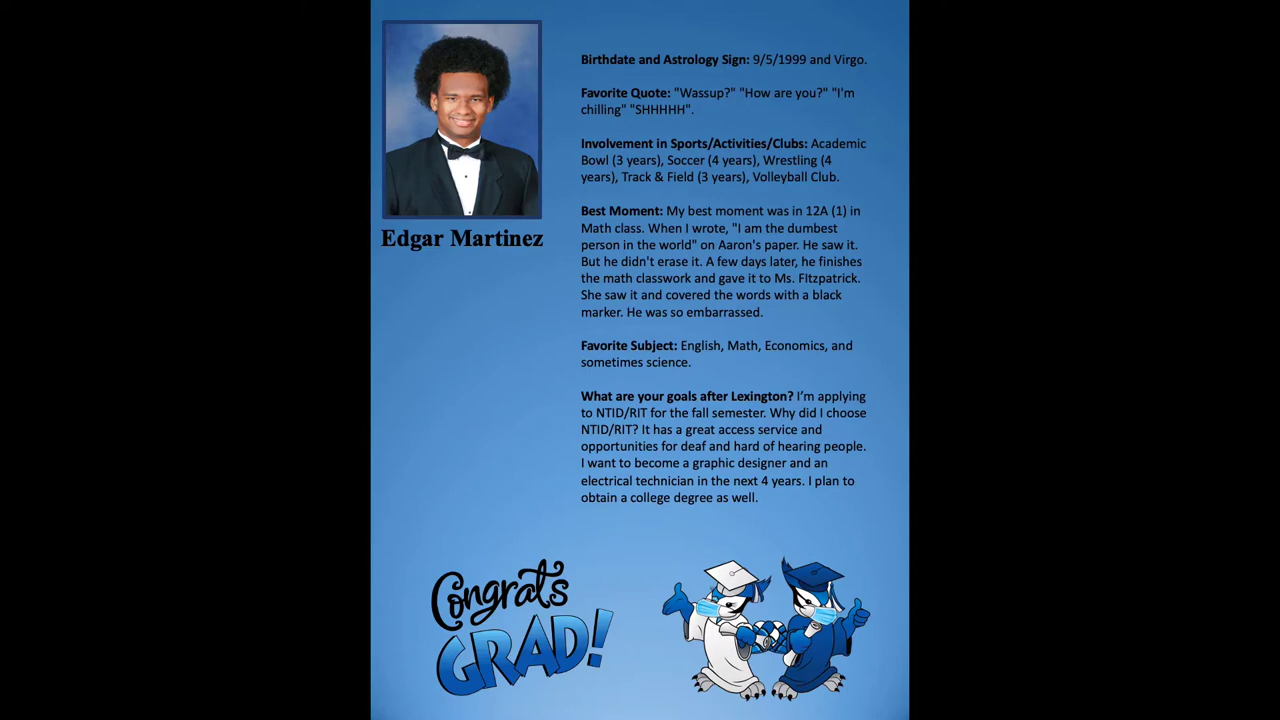 Edgar Martinez
Birthdate and Astrology Sign: 9/5/1999 and Virgo.
Favorite Quote: "Wassup?" "How are you?" "I'm
chilling" "SHHHHH".
Involvement in Sports/Activities/Clubs: Academic
Bowl (3 years), Soccer (4 years), Wrestling (4
years), Track & Field (3 years), Volleyball Club.
Best Moment: My best moment was in 12A (1) in
Math class. When I wrote, "I am the dumbest
person in the world" on Aaron's paper. He saw it.
But he didn't erase it. A few days later, he finishes
the math classwork and gave it to Ms. FItzpatrick.
She saw it and covered the words with a black
marker. He was so embarrassed.
Favorite Subject: English, Math, Economics, and
sometimes science.
What are your goals after Lexington? I'm applying
to NTID/RIT for the fall semester. Why did I choose
NTID/RIT? It has a great access service and
opportunities for deaf and hard of hearing people.
I want to become a graphic designer and an
electrical technician in the next 4 years. I plan to
obtain a college degree as well.
Congrats
GRAD!